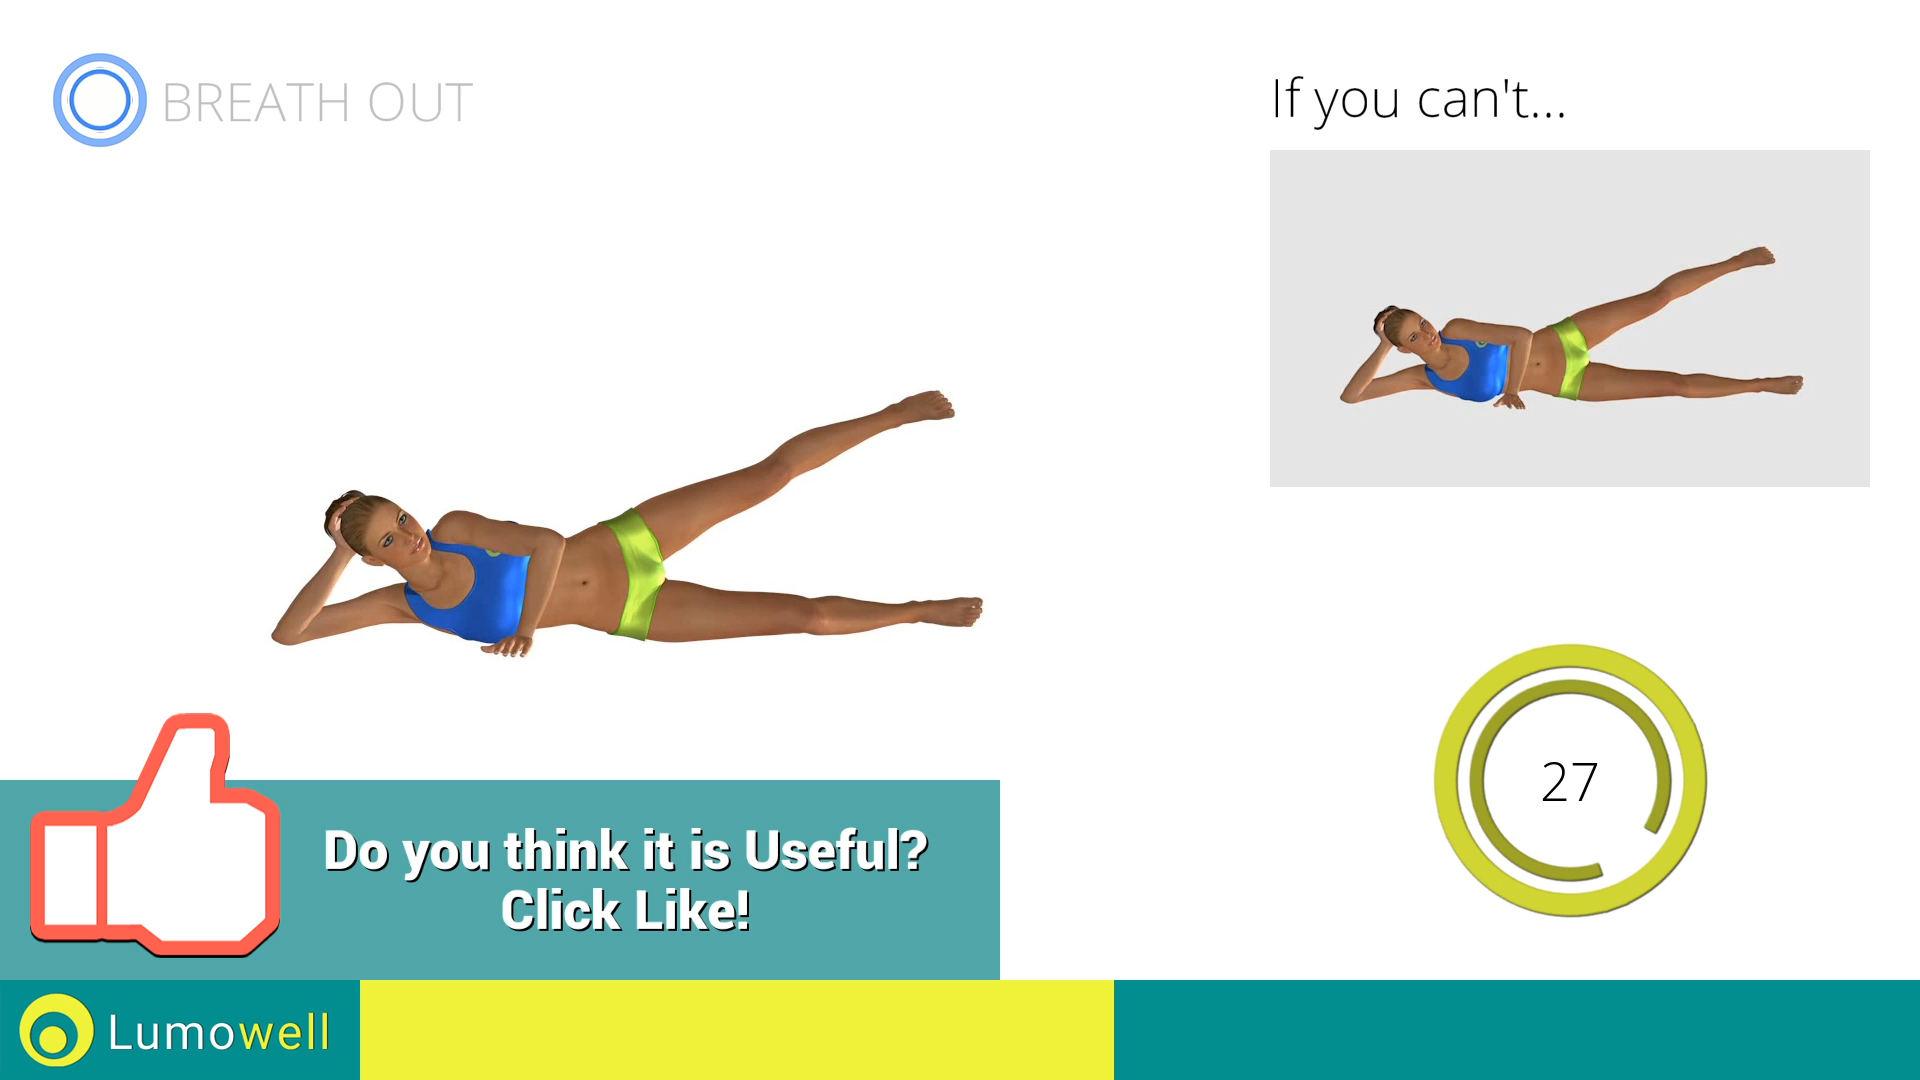 BREATH OUT
If you can't...
27
Do you think it is Useful?
Click Like!
Lumowell